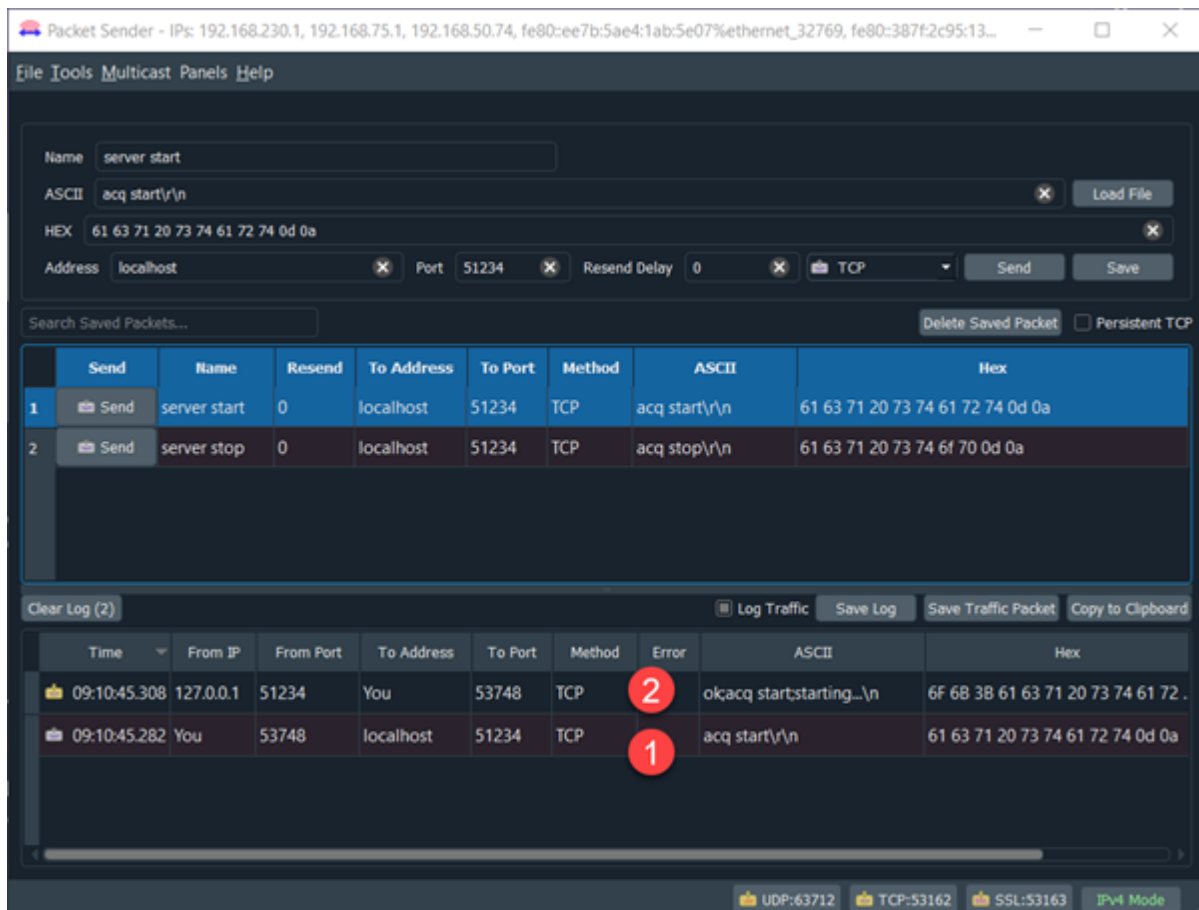 Packet Sender - IPs: 192.168.230.1, 192.168.75.1, 192.168.50.74, fe80::ee7b:5ae4:1ab:5e07%ethernet_32769, fe80::387f:2c95:13...
File Tools Multicast Panels Help
Name server start
ASCII acq start\r\n Load File
HEX 61 63 71 20 73 74 61 72 74 0d 0a
Address localhost Port 51234 Resend Delay 0 TCP Send Save
Search Saved Packets... Delete Saved Packet Persistent TCP
Send Name Resend To Address To Port Method ASCII Hex
1 Send server start 0 localhost 51234 TCP acq start\r\n 61 63 71 20 73 74 61 72 74 0d 0a
2 Send server stop 0 localhost 51234 TCP acq stop\r\n 61 63 71 20 73 74 6f 70 0d 0a
Clear Log (2) Log Traffic Save Log Save Traffic Packet Copy to Clipboard
Time From IP From Port To Address To Port Method Error ASCII Hex
09:10:45.308 127.0.0.1 51234 You 53748 TCP 2 ok;acq start;starting...\n 6F 6B 3B 61 63 71 20 73 74 61 72 .
09:10:45.282 You 53748 localhost 51234 TCP 1 acq start\r\n 61 63 71 20 73 74 61 72 74 0d 0a
UDP:63712 TCP:53162 SSL:53163 IPv4 Mode